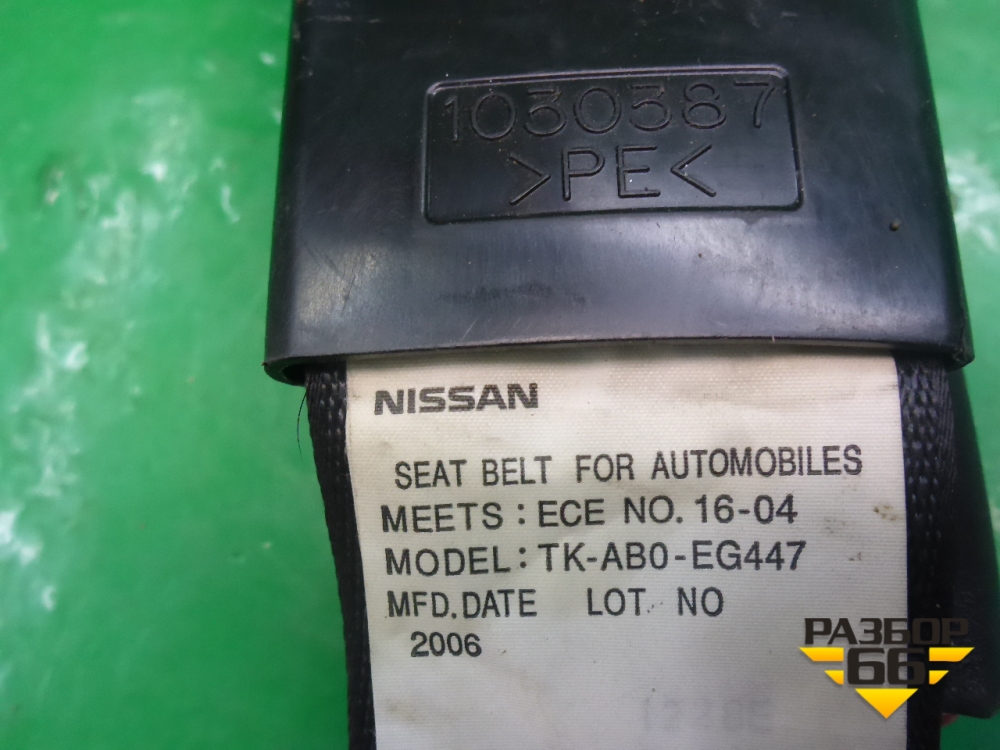 1030387
>PE<
NISSAN
SEAT BELT FOR AUTOMOBILES
MEETS : ECE NO. 16-04
MODEL : TK-AB0-EG447
MFD. DATE LOT NO
2006
РАЗБОР
66